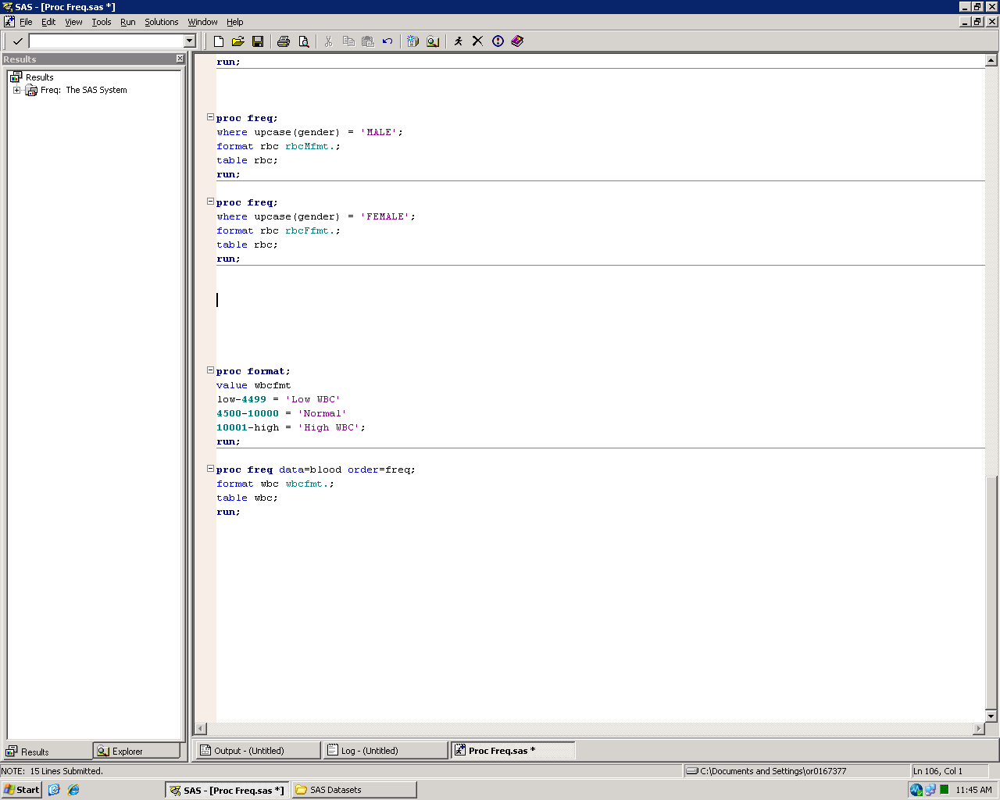 SAS - [Proc Freq.sas *]
File Edit View Tools Run Solutions Window Help
Results
Results
Freq: The SAS System
run;
proc freq;
where upcase(gender) = 'MALE';
format rbc rbcMfmt.;
table rbc;
run;
proc freq;
where upcase(gender) = 'FEMALE';
format rbc rbcFfmt.;
table rbc;
run;
proc format;
value wbcfmt
low-4499 = 'Low WBC'
4500-10000 = 'Normal'
10001-high = 'High WBC';
run;
proc freq data=blood order=freq;
format wbc wbcfmt.;
table wbc;
run;
Results Explorer
Output - (Untitled) Log - (Untitled) Proc Freq.sas *
NOTE: 15 Lines Submitted. C:\Documents and Settings\or0167377 Ln 106, Col 1
Start SAS - [Proc Freq.sas *] SAS Datasets 11:45 AM